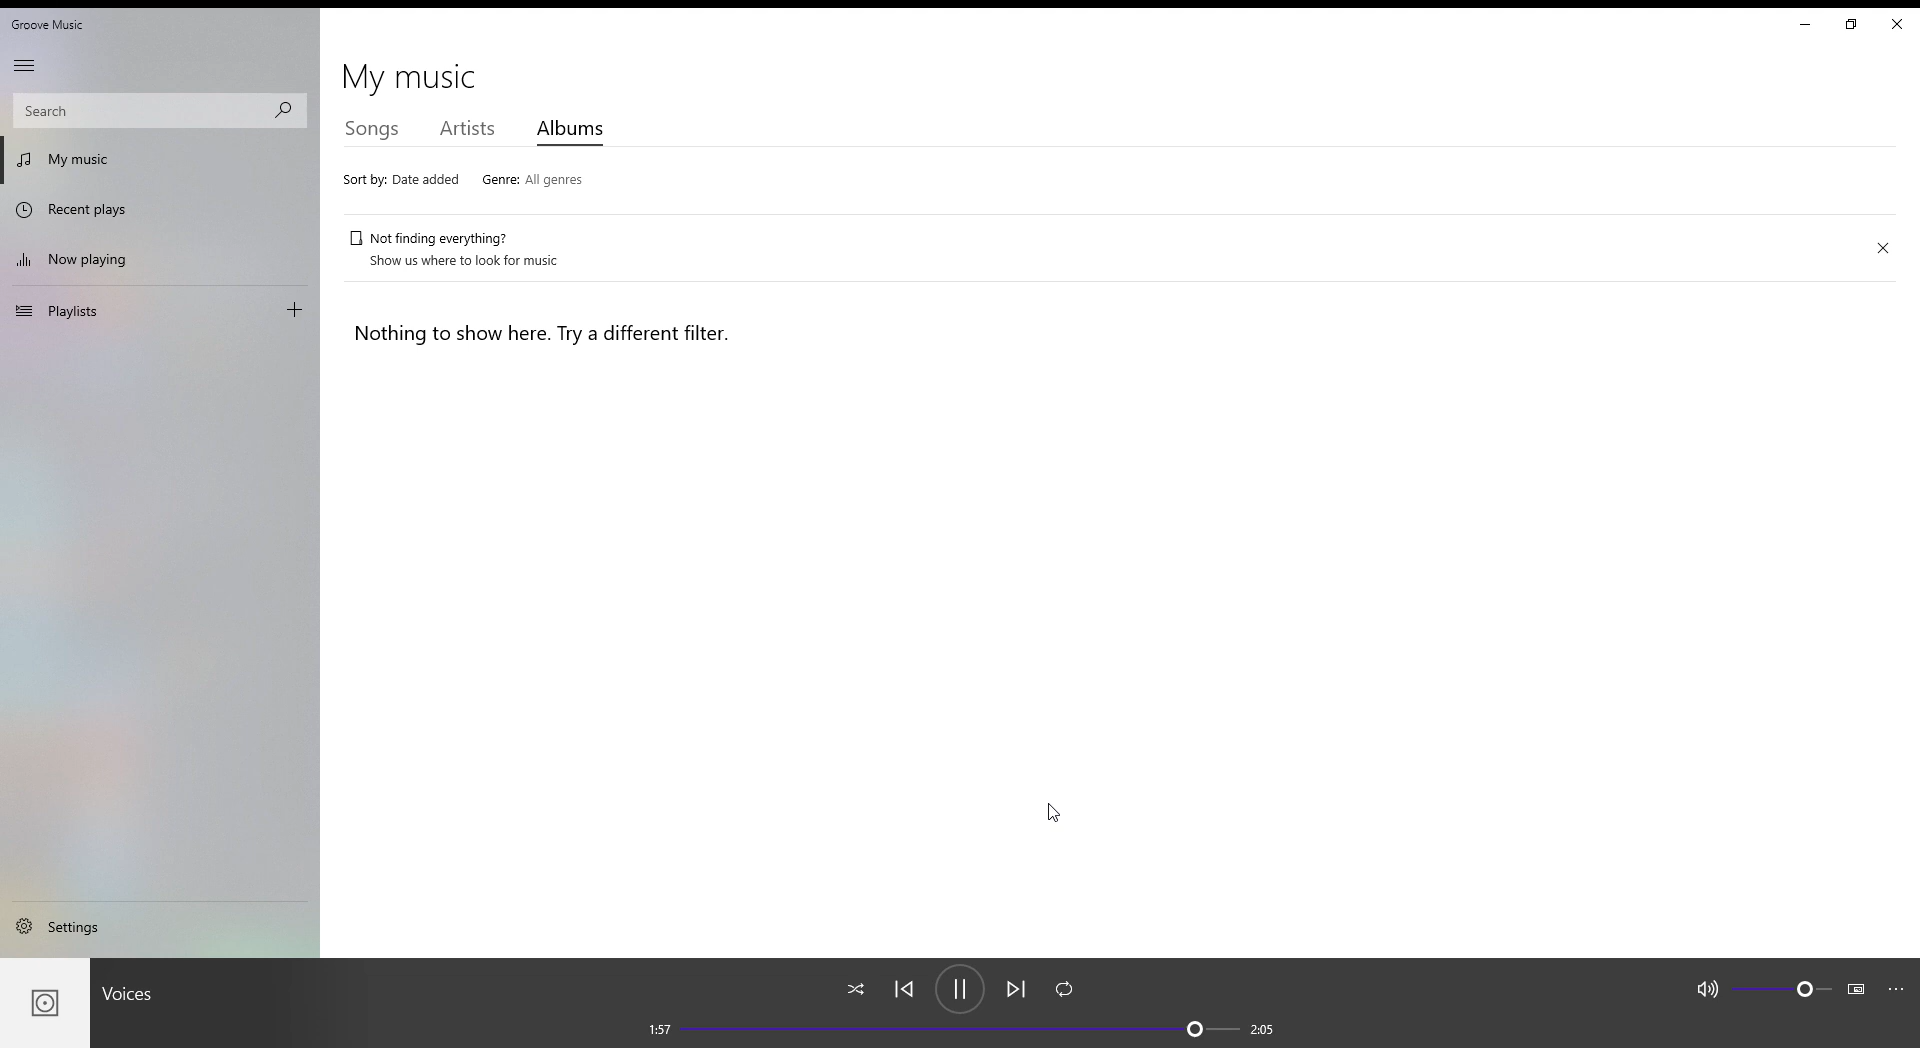 Groove Music
Search
My music
Recent plays
Now playing
Playlists
Settings
My music
Songs Artists Albums
Sort by: Date added Genre: All genres
Not finding everything?
Show us where to look for music
Nothing to show here. Try a different filter.
Voices
1:57 2:05